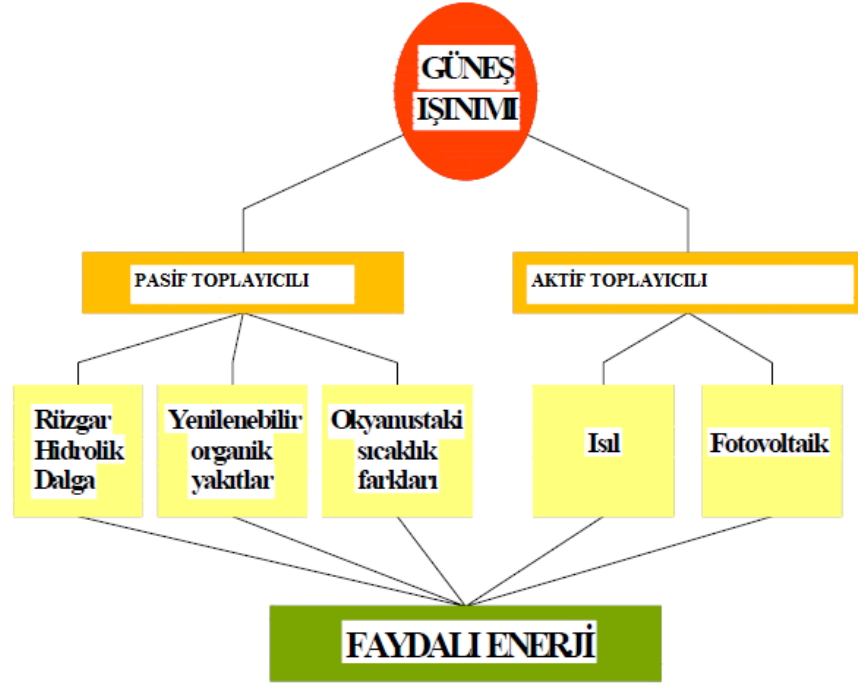 GÜNEŞ
IŞINIMI
PASİF TOPLAYICILI
AKTİF TOPLAYICILI
Rüzgar
Hidrolik
Dalga
Yenilenebilir
organik
yakıtlar
Okyanustaki
sıcaklık
farkları
Isıl
Fotovoltaik
FAYDALI ENERJİ